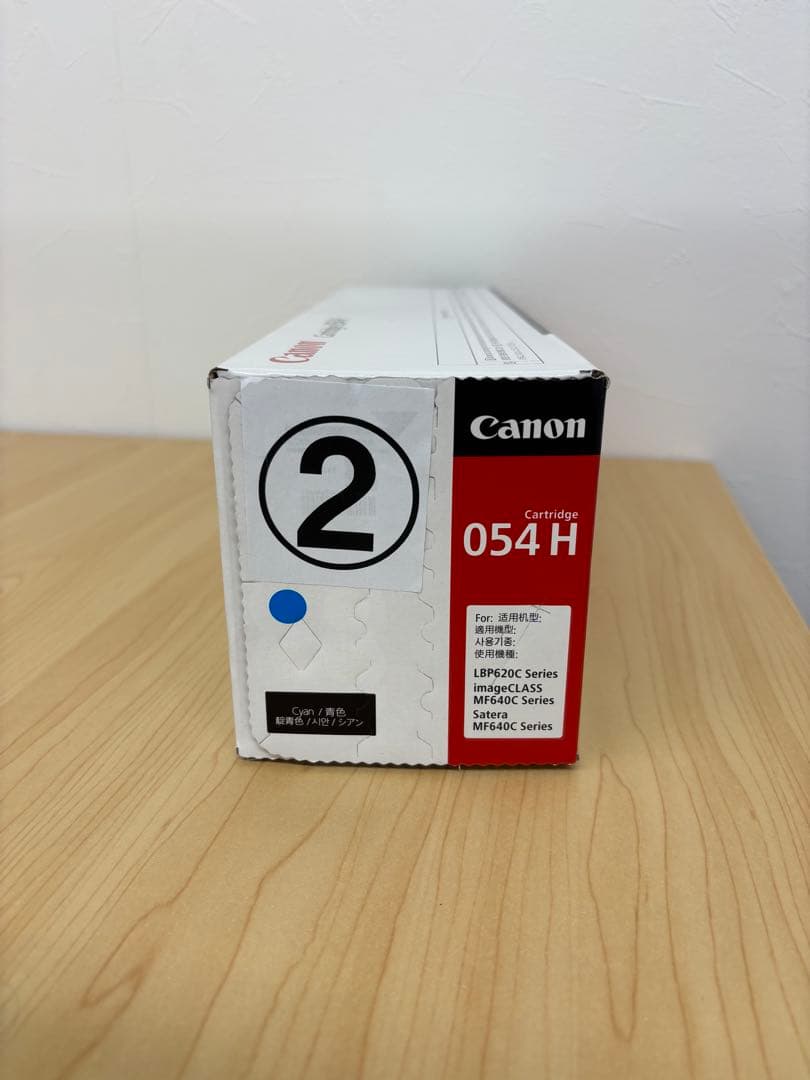 Canon
②
Canon
Cartridge
054 H
For: 适用机型:
適用機型:
사용기종:
使用機種:
LBP620C Series
imageCLASS
MF640C Series
Satera
MF640C Series
Cyan / 青色
靛青色 / 시안 / シアン